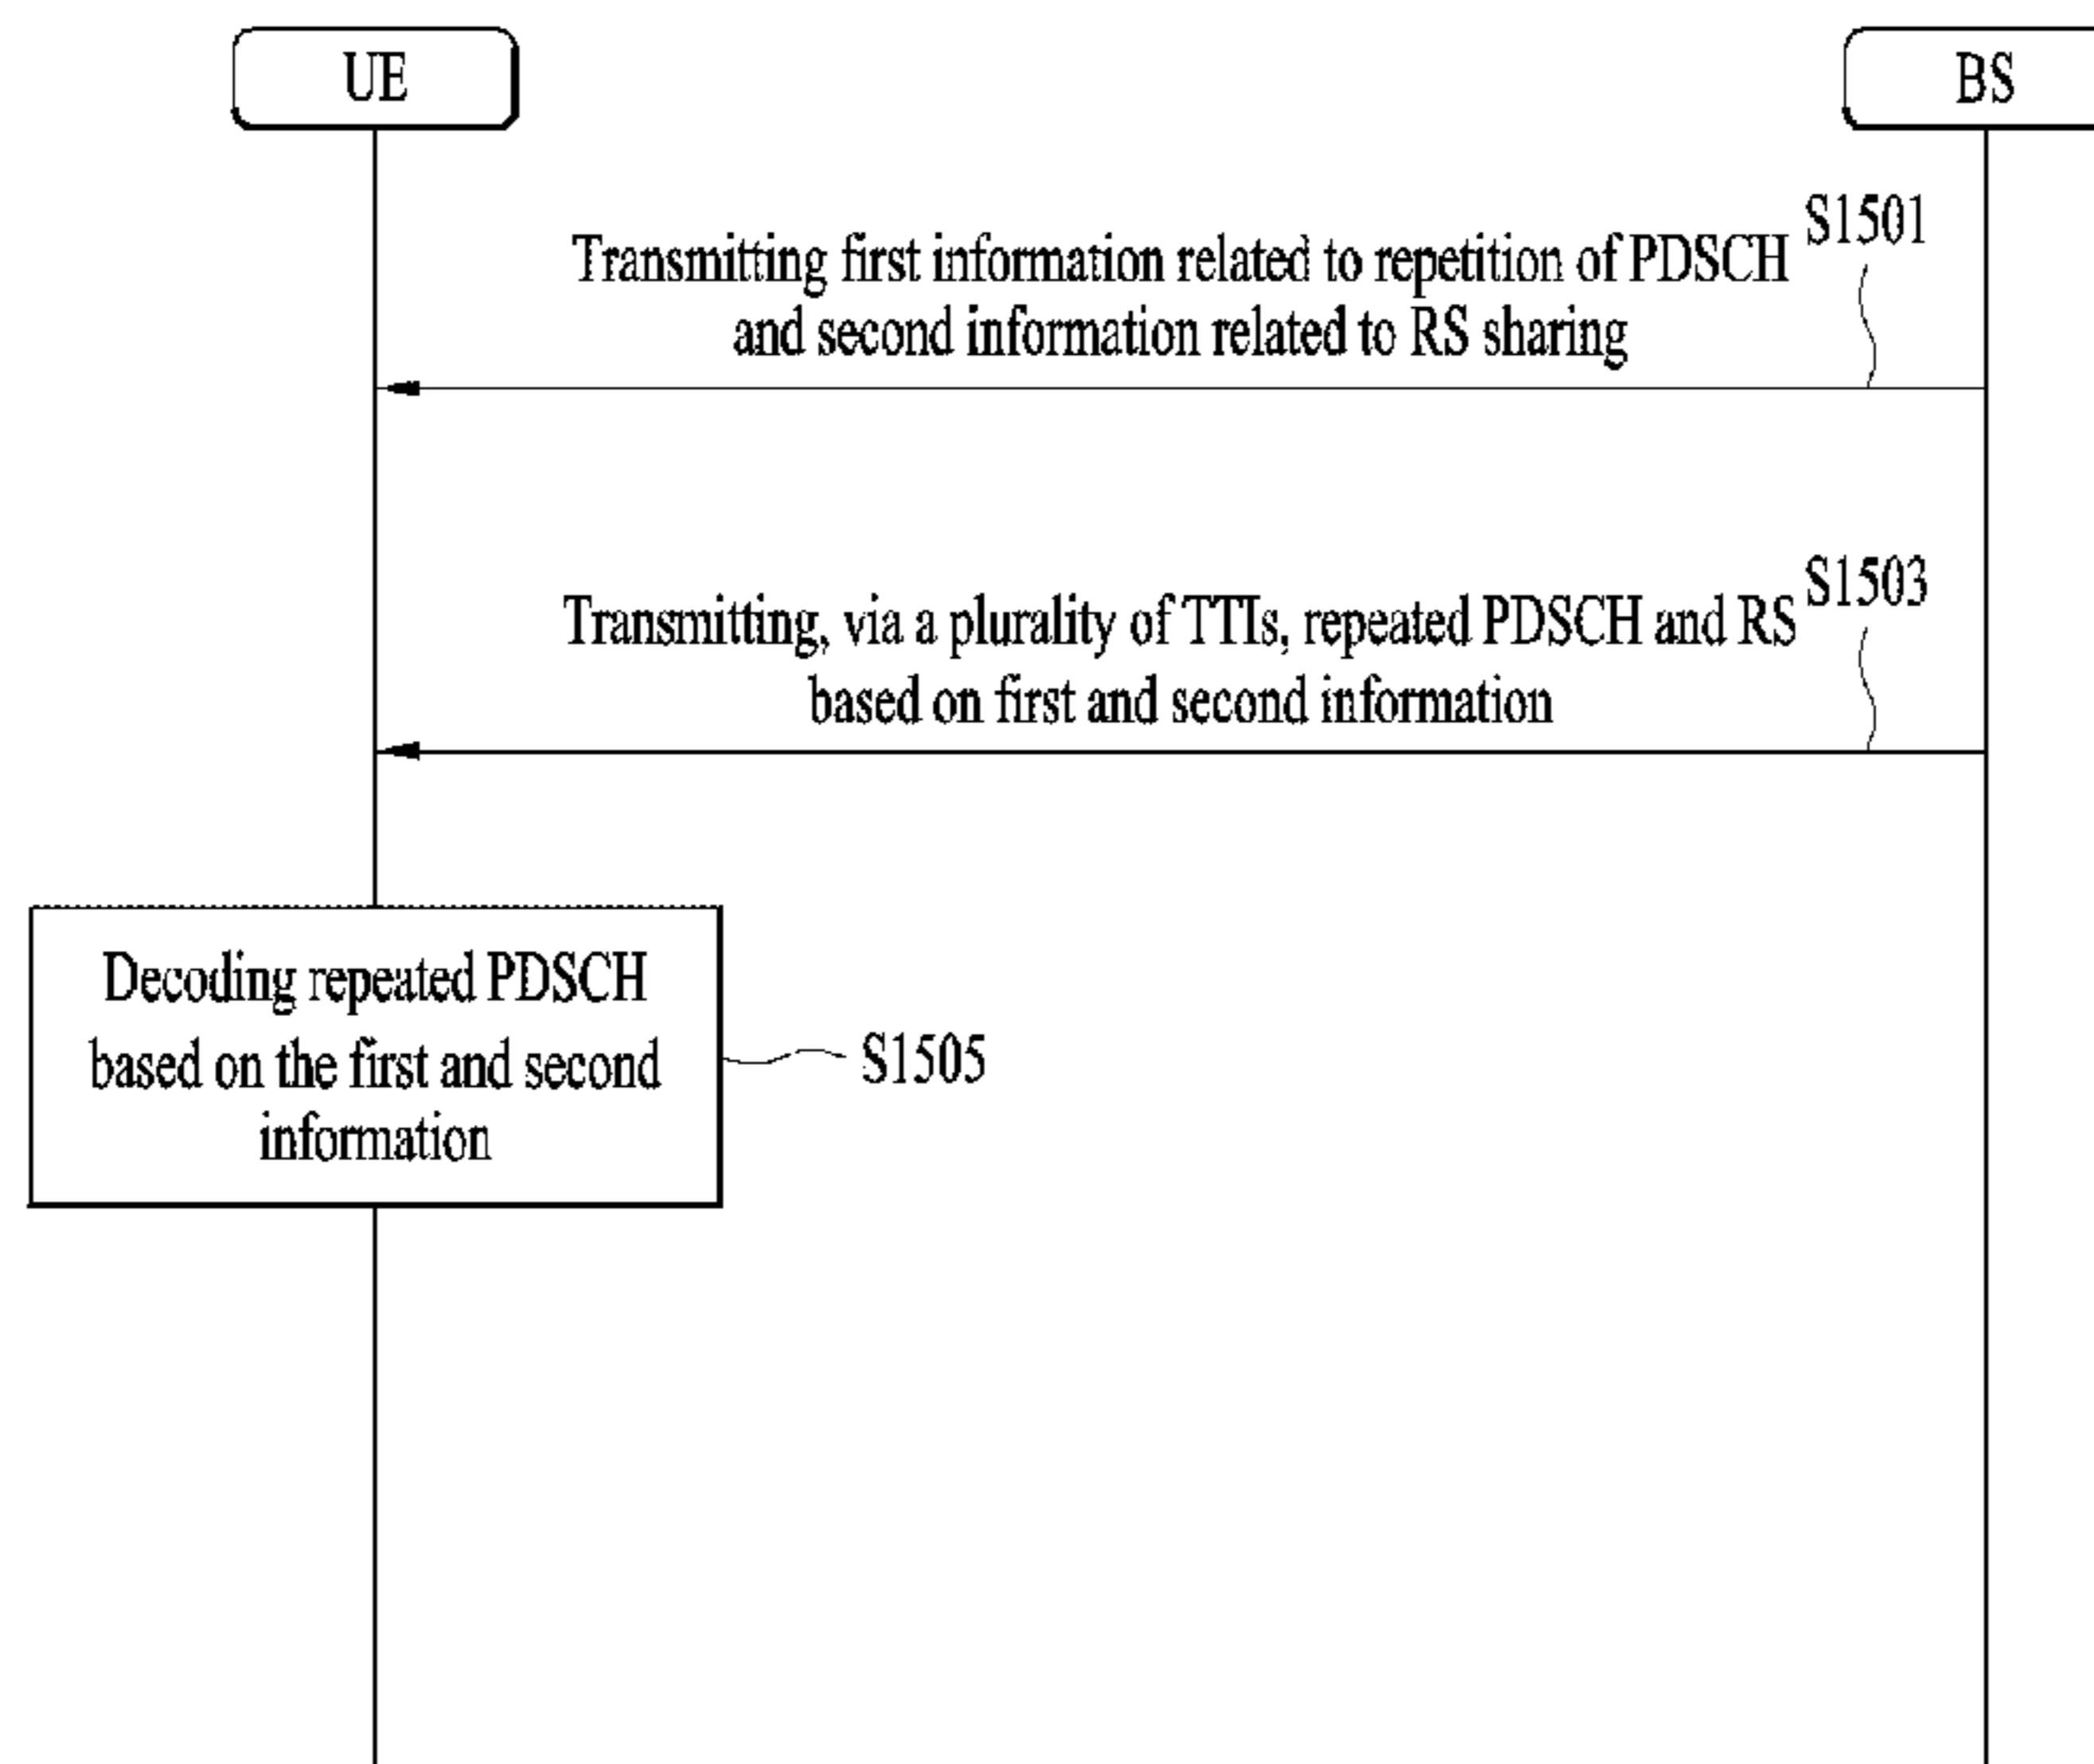 UE
BS
S1501
Transmitting first information related to repetition of PDSCH
and second information related to RS sharing
S1503
Transmitting, via a plurality of TTIs, repeated PDSCH and RS
based on first and second information
Decoding repeated PDSCH
based on the first and second
information
S1505